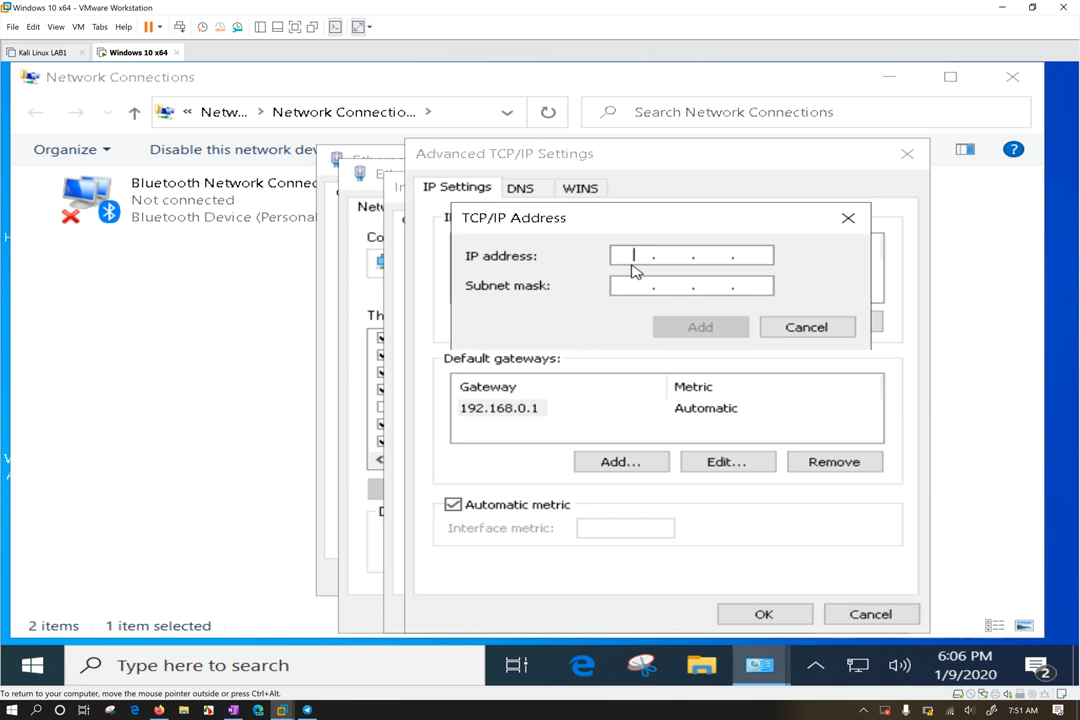 Windows 10 x64 - VMware Workstation
File Edit View VM Tabs Help
Kali Linux LAB1
Windows 10 x64
Network Connections
« Netw... > Network Connectio... >
Search Network Connections
Organize
Disable this network dev
Bluetooth Network Connec
Not connected
Bluetooth Device (Personal
Netw
Co
Th
D
Advanced TCP/IP Settings
IP Settings DNS WINS
TCP/IP Address
IP address: . . .
Subnet mask: . . .
Add Cancel
Default gateways:
Gateway Metric
192.168.0.1 Automatic
Add... Edit... Remove
Automatic metric
Interface metric:
OK Cancel
2 items 1 item selected
Type here to search
6:06 PM
1/9/2020
2
To return to your computer, move the mouse pointer outside or press Ctrl+Alt.
7:51 AM